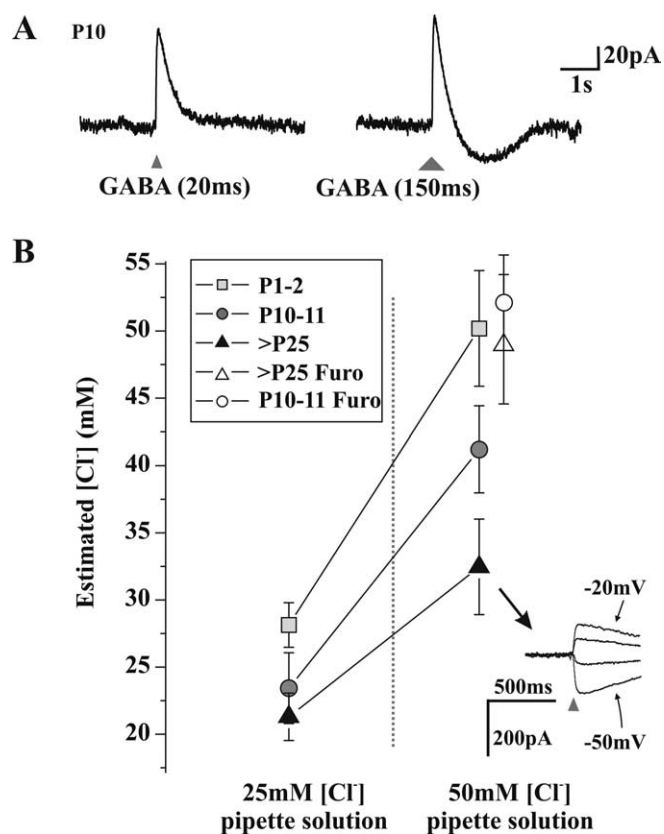 A
P10
20pA
1s
GABA (20ms)
GABA (150ms)
B
55
50
45
40
35
30
25
20
Estimated [Cl-] (mM)
P1-2
P10-11
>P25
>P25 Furo
P10-11 Furo
-20mV
500ms
200pA
-50mV
25mM [Cl-]
pipette solution
50mM [Cl-]
pipette solution